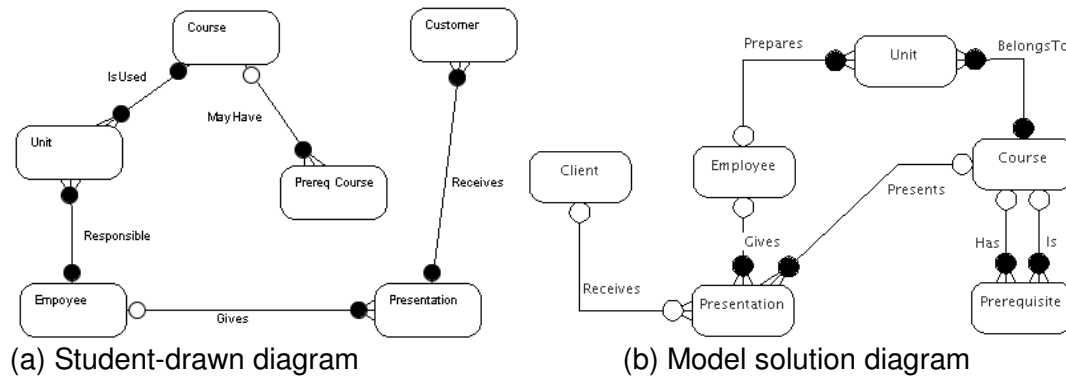 Course
Customer
IsUsed
MayHave
Unit
Prereq Course
Receives
Responsible
Empoyee
Gives
Presentation
(a) Student-drawn diagram
Prepares
Unit
BelongsTo
Client
Employee
Course
Presents
Gives
Has
Is
Receives
Presentation
Prerequisite
(b) Model solution diagram